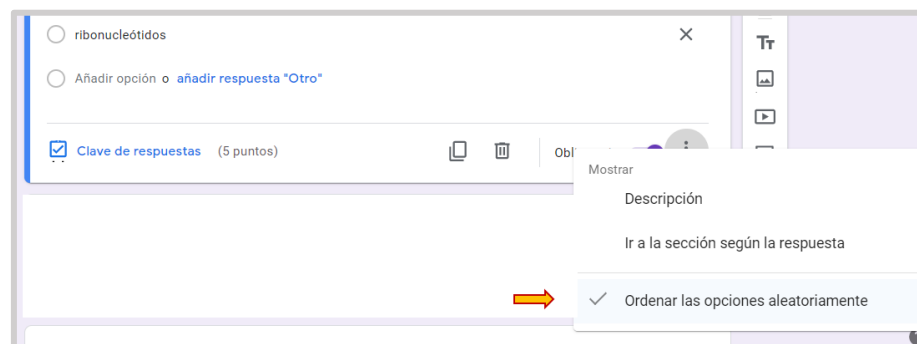 ribonucleótidos
Añadir opción o añadir respuesta "Otro"
Clave de respuestas (5 puntos)
Mostrar
Descripción
Ir a la sección según la respuesta
Ordenar las opciones aleatoriamente
Tт